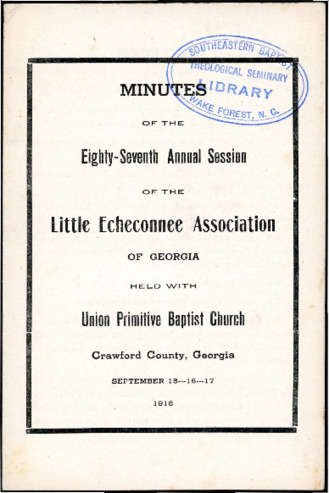 SOUTHEASTERN BAPTIST
THEOLOGICAL SEMINARY
LIBRARY
WAKE FOREST, N. C.
MINUTES
OF THE
Eighty-Seventh Annual Session
OF THE
Little Echeconnee Association
OF GEORGIA
HELD WITH
Union Primitive Baptist Church
Crawford County, Georgia
SEPTEMBER 15---16---17
1916